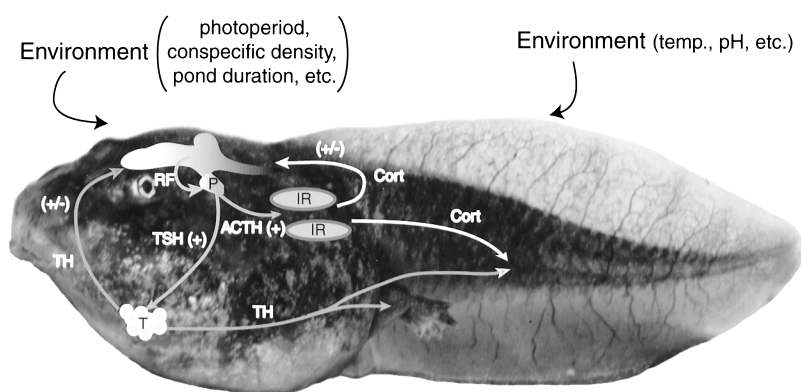 photoperiod,
Environment conspecific density,
pond duration, etc.
Environment (temp., pH, etc.)
(+/-)
RF
P
Cort
IR
(+/-)
ACTH (+)
IR
Cort
TSH (+)
TH
T
TH